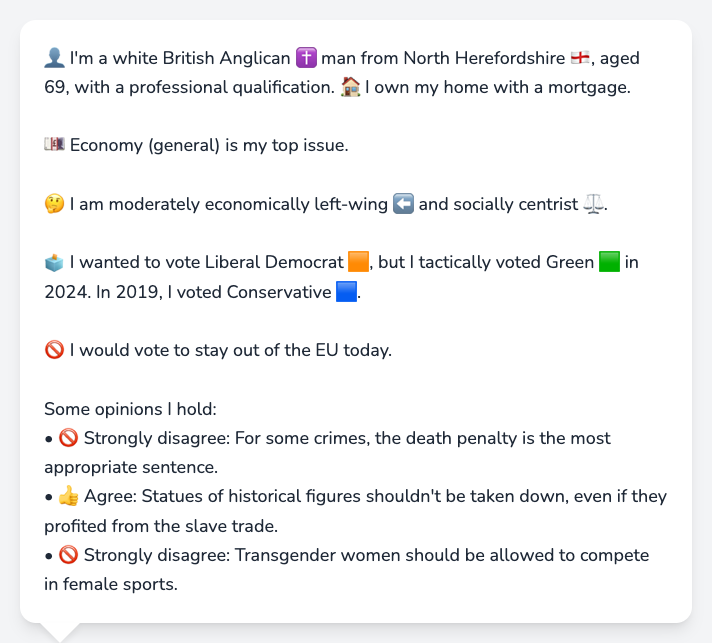 👤 I'm a white British Anglican ✝️ man from North Herefordshire 🏴󠁧󠁢󠁥󠁮󠁧󠁿, aged
69, with a professional qualification. 🏠 I own my home with a mortgage.
💷 Economy (general) is my top issue.
🤔 I am moderately economically left-wing ⬅️ and socially centrist ⚖️.
🗳️ I wanted to vote Liberal Democrat 🟧, but I tactically voted Green 🟩 in
2024. In 2019, I voted Conservative 🟦.
🚫 I would vote to stay out of the EU today.
Some opinions I hold:
• 🚫 Strongly disagree: For some crimes, the death penalty is the most
appropriate sentence.
• 👍 Agree: Statues of historical figures shouldn't be taken down, even if they
profited from the slave trade.
• 🚫 Strongly disagree: Transgender women should be allowed to compete
in female sports.